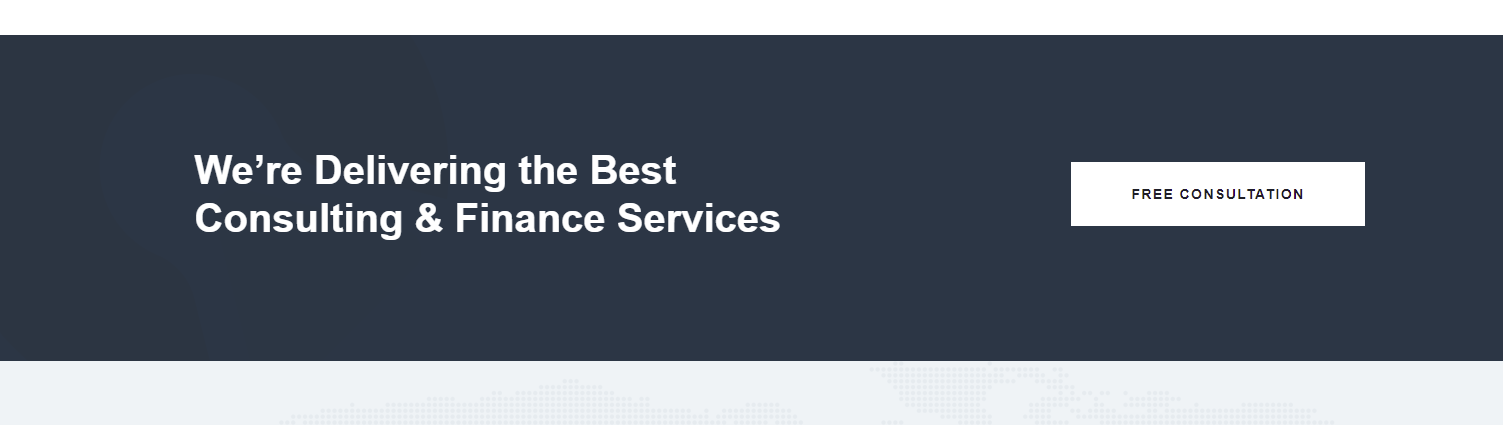 We’re Delivering the Best
Consulting & Finance Services
FREE CONSULTATION